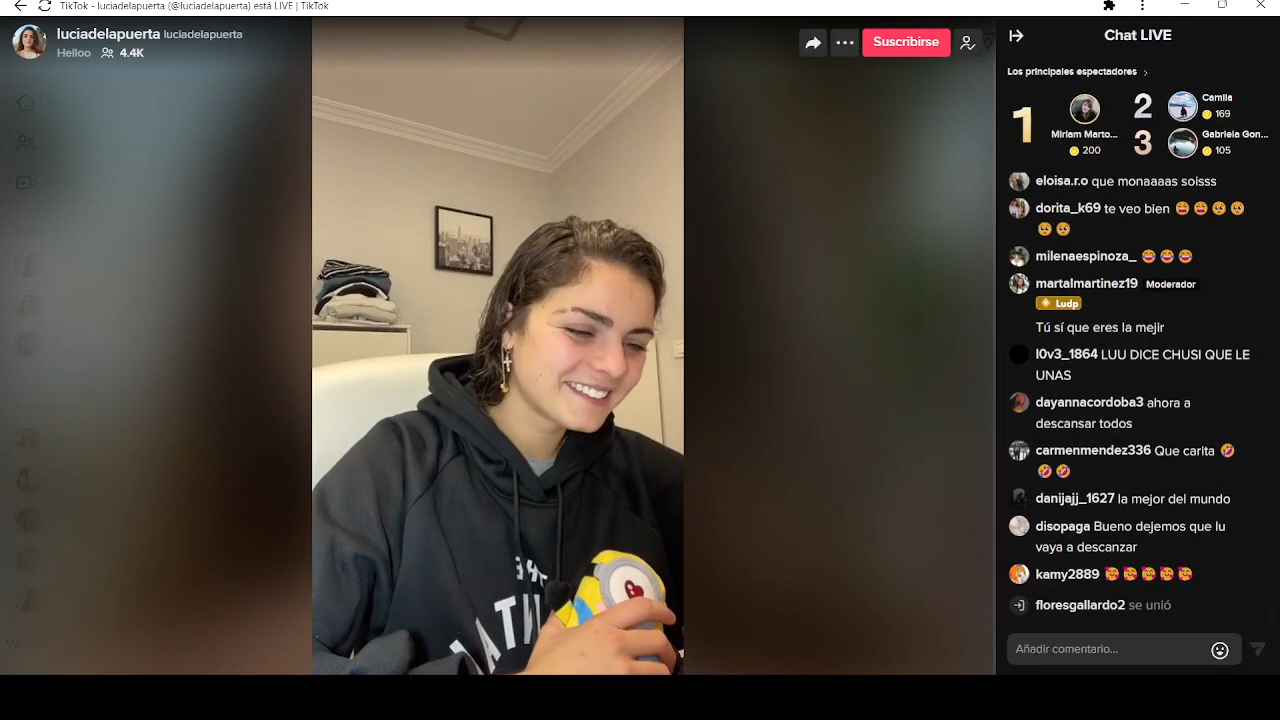 TikTok - luciadelapuerta (@luciadelapuerta) está LIVE | TikTok
luciadelapuerta luciadelapuerta
Helloo 4.4K
Suscribirse
Chat LIVE
Los principales espectadores
1
Miriam Marto...
200
2
Camila
169
3
Gabriela Gon...
105
eloisa.r.o que monaaaas soisss
dorita_k69 te veo bien 😩 😩 🥺 🥺
🥺 🥺
milenaespinoza_ 😂 😂 😂
martalmartinez19 Moderador
Ludp
Tú sí que eres la mejir
l0v3_1864 LUU DICE CHUSI QUE LE
UNAS
dayannacordoba3 ahora a
descansar todos
carmenmendez336 Que carita 🤣
🤣 🤣
danijajj_1627 la mejor del mundo
disopaga Bueno dejemos que lu
vaya a descanzar
kamy2889 🥰 🥰 🥰 🥰 🥰
floresgallardo2 se unió
Añadir comentario...